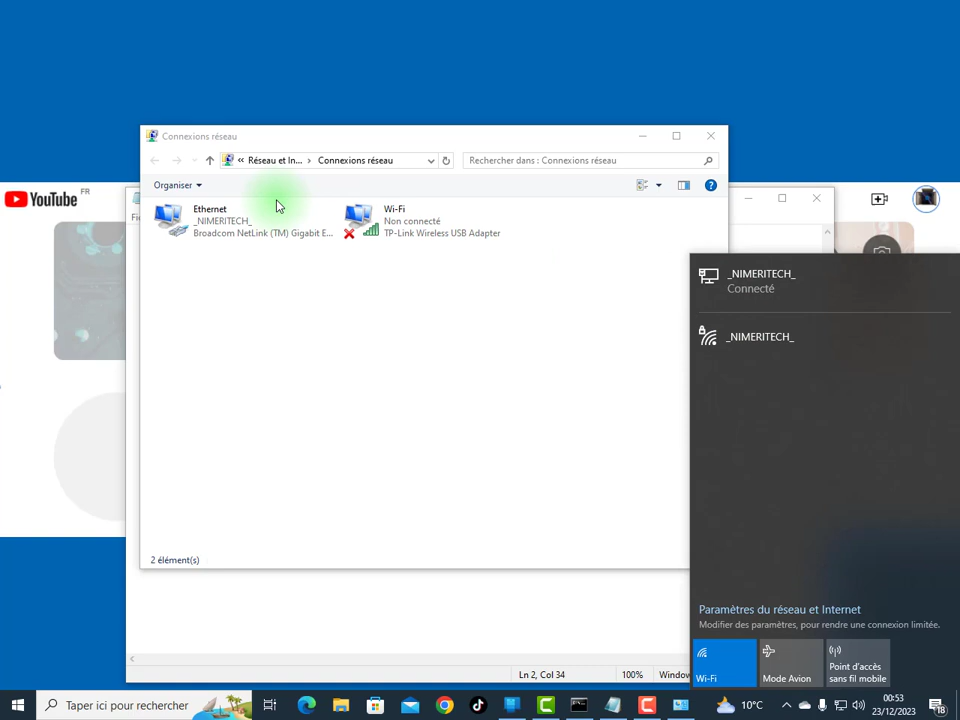 Connexions réseau
« Réseau et In... › Connexions réseau
Rechercher dans : Connexions réseau
Organiser
YouTube FR
Fi
Ethernet
_NIMERITECH_
Broadcom NetLink (TM) Gigabit E...
Wi-Fi
Non connecté
TP-Link Wireless USB Adapter
_NIMERITECH_
Connecté
_NIMERITECH_
2 élément(s)
Paramètres du réseau et Internet
Modifier des paramètres, pour rendre une connexion limitée.
Wi-Fi
Mode Avion
Point d'accès
sans fil mobile
Ln 2, Col 34
100%
Window
Taper ici pour rechercher
10°C
00:53
23/12/2023
18